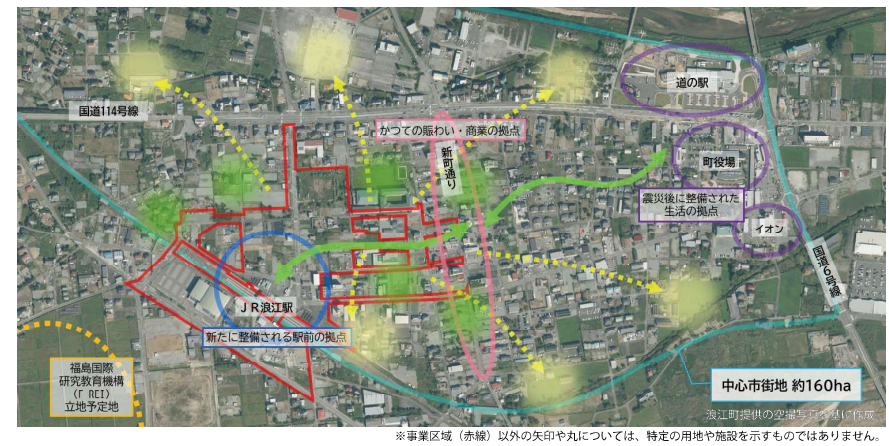 道の駅
国道114号線
かつての賑わい・商業の拠点
新町通り
町役場
震災後に整備された
生活の拠点
イオン
国道6号線
JR浪江駅
新たに整備される駅前の拠点
福島国際
研究教育機構
(F-REI)
立地予定地
中心市街地 約160ha
浪江町提供の空撮写真を基に作成
※事業区域（赤線）以外の矢印や丸については、特定の用地や施設を示すものではありません。